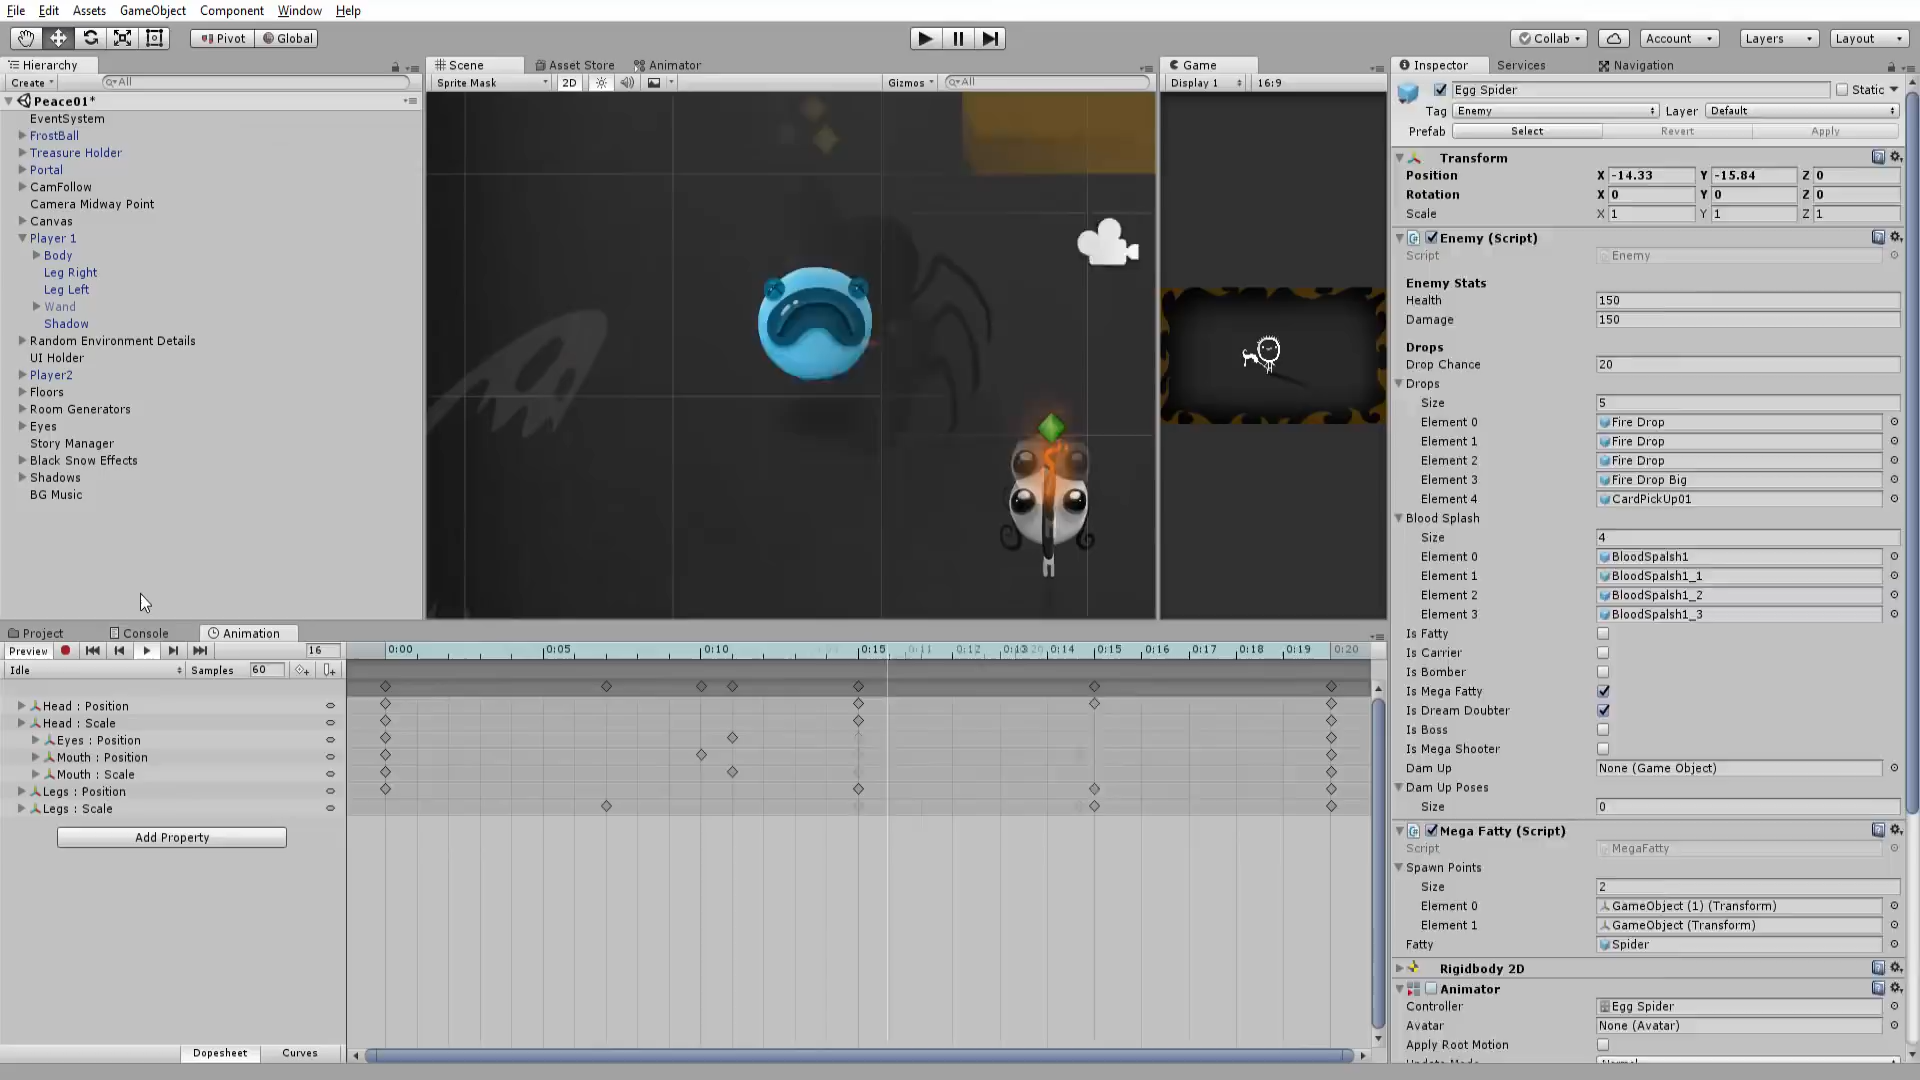 File Edit Assets GameObject Component Window Help
Pivot Global Collab Account Layers Layout
Hierarchy
Create All
Peace01*
EventSystem
FrostBall
Treasure Holder
Portal
CamFollow
Camera Midway Point
Canvas
Player 1
Body
Leg Right
Leg Left
Wand
Shadow
Random Environment Details
UI Holder
Player2
Floors
Room Generators
Eyes
Story Manager
Black Snow Effects
Shadows
BG Music
Scene Asset Store Animator
Sprite Mask 2D Gizmos All
Game
Display 1 16:9
Inspector Services Navigation
Egg Spider Static
Tag Enemy Layer Default
Prefab Select Revert Apply
Transform
Position X -14.33 Y -15.84 Z 0
Rotation X 0 Y 0 Z 0
Scale X 1 Y 1 Z 1
Enemy (Script)
Script Enemy
Enemy Stats
Health 150
Damage 150
Drops
Drop Chance 20
Drops
Size 5
Element 0 Fire Drop
Element 1 Fire Drop
Element 2 Fire Drop
Element 3 Fire Drop Big
Element 4 CardPickUp01
Blood Splash
Size 4
Element 0 BloodSpalsh1
Element 1 BloodSpalsh1_1
Element 2 BloodSpalsh1_2
Element 3 BloodSpalsh1_3
Is Fatty
Is Carrier
Is Bomber
Is Mega Fatty
Is Dream Doubter
Is Boss
Is Mega Shooter
Dam Up None (Game Object)
Dam Up Poses
Size 0
Mega Fatty (Script)
Script MegaFatty
Spawn Points
Size 2
Element 0 GameObject (1) (Transform)
Element 1 GameObject (Transform)
Fatty Spider
Rigidbody 2D
Animator
Controller Egg Spider
Avatar None (Avatar)
Apply Root Motion
Project Console Animation
Preview 16
Idle Samples 60
0:00 0:05 0:10 0:15 0:11 0:12 0:13 0:14 0:15 0:16 0:17 0:18 0:19 0:20
Head : Position
Head : Scale
Eyes : Position
Mouth : Position
Mouth : Scale
Legs : Position
Legs : Scale
Add Property
Dopesheet Curves